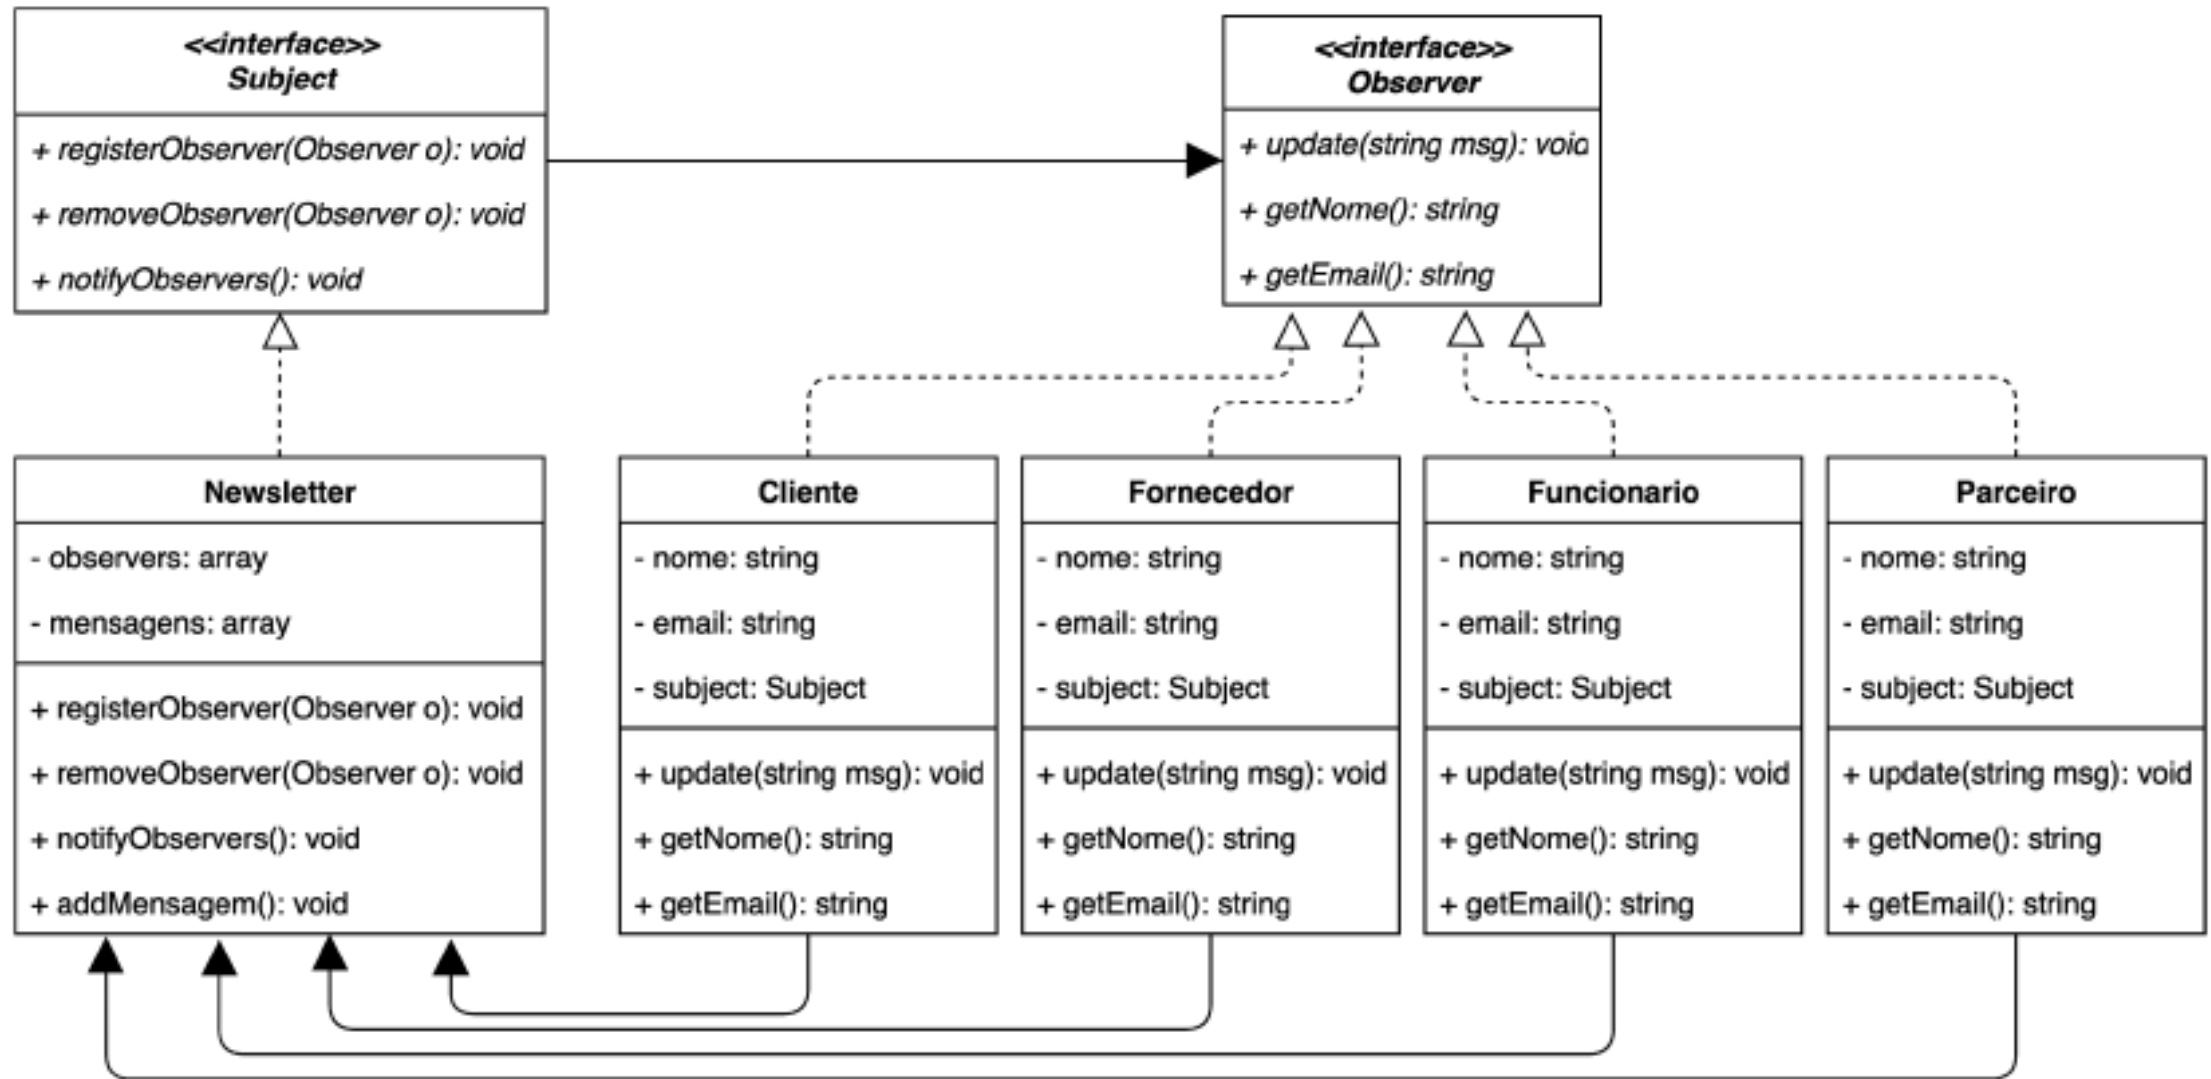 <<interface>>
Subject
+ registerObserver(Observer o): void
+ removeObserver(Observer o): void
+ notifyObservers(): void
<<interface>>
Observer
+ update(string msg): void
+ getNome(): string
+ getEmail(): string
Newsletter
- observers: array
- mensagens: array
+ registerObserver(Observer o): void
+ removeObserver(Observer o): void
+ notifyObservers(): void
+ addMensagem(): void
Cliente
- nome: string
- email: string
- subject: Subject
+ update(string msg): void
+ getNome(): string
+ getEmail(): string
Fornecedor
- nome: string
- email: string
- subject: Subject
+ update(string msg): void
+ getNome(): string
+ getEmail(): string
Funcionario
- nome: string
- email: string
- subject: Subject
+ update(string msg): void
+ getNome(): string
+ getEmail(): string
Parceiro
- nome: string
- email: string
- subject: Subject
+ update(string msg): void
+ getNome(): string
+ getEmail(): string